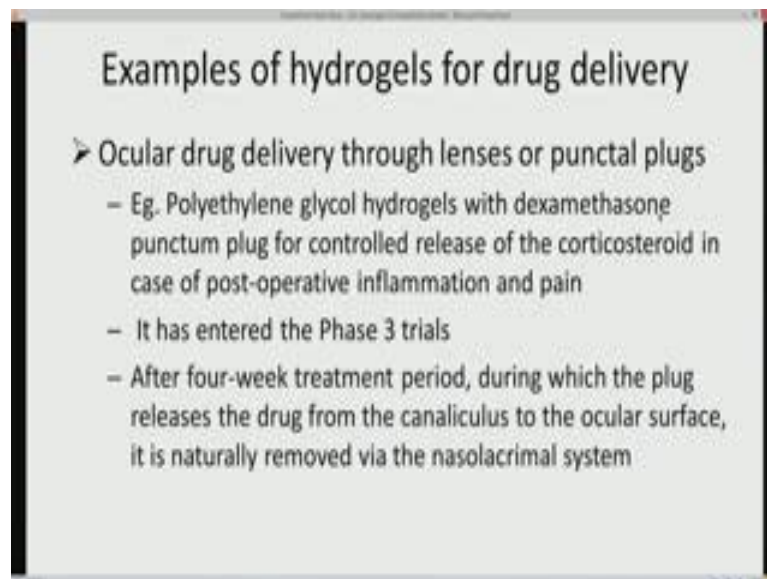 Examples of hydrogels for drug delivery
➢ Ocular drug delivery through lenses or punctal plugs
– Eg. Polyethylene glycol hydrogels with dexamethasone
punctum plug for controlled release of the corticosteroid in
case of post-operative inflammation and pain
– It has entered the Phase 3 trials
– After four-week treatment period, during which the plug
releases the drug from the canaliculus to the ocular surface,
it is naturally removed via the nasolacrimal system